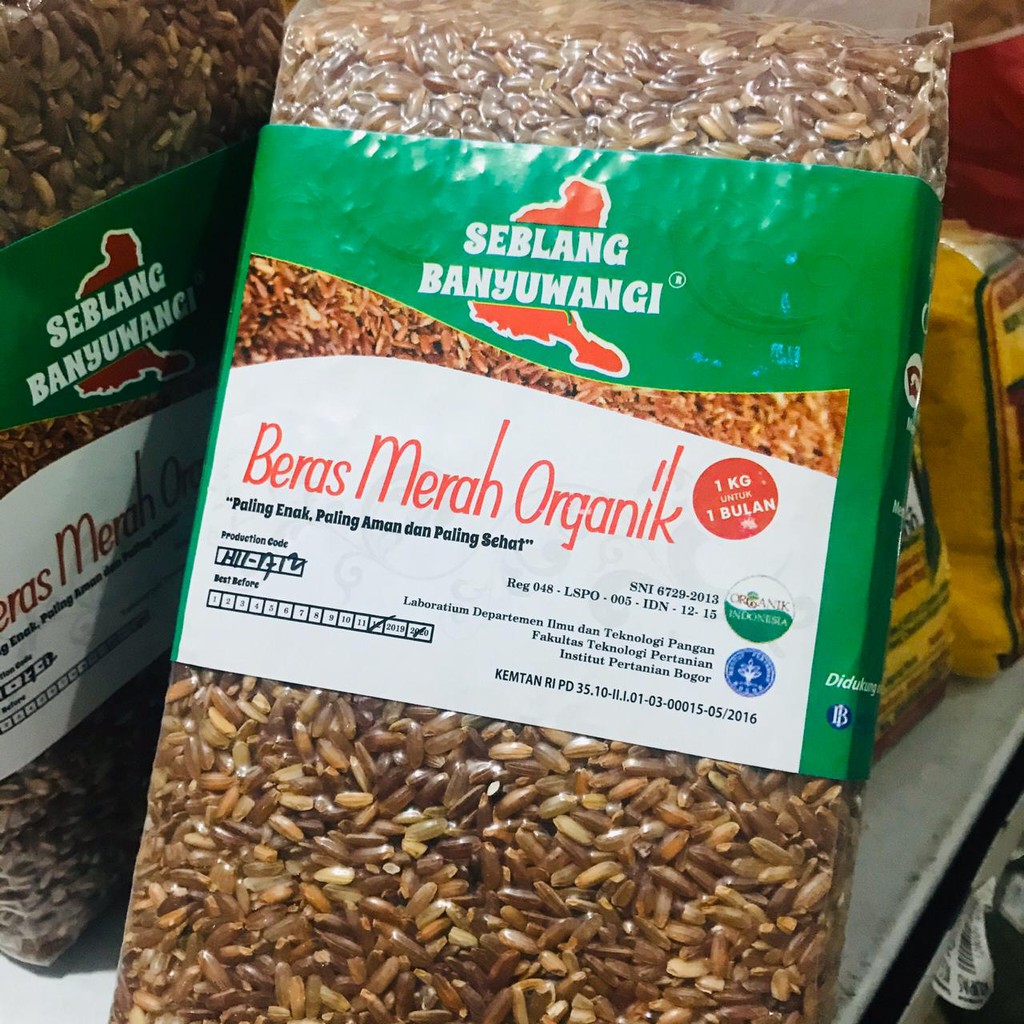 SEBLANG
BANYUWANGI ®
Beras Merah Organik
1 KG
UNTUK
1 BULAN
"Paling Enak, Paling Aman dan Paling Sehat"
Production Code
Best Before
1 2 3 4 5 6 7 8 9 10 11 12 2019 2020
SNI 6729-2013
Reg 048 - LSPO - 005 - IDN - 12- 15
ORGANIK
INDONESIA
Laboratium Departemen Ilmu dan Teknologi Pangan
Fakultas Teknologi Pertanian
Institut Pertanian Bogor
KEMTAN RI PD 35.10-II.I.01-03-00015-05/2016
Didukung
SEBLANG
BANYUWANGI
Beras Merah Org